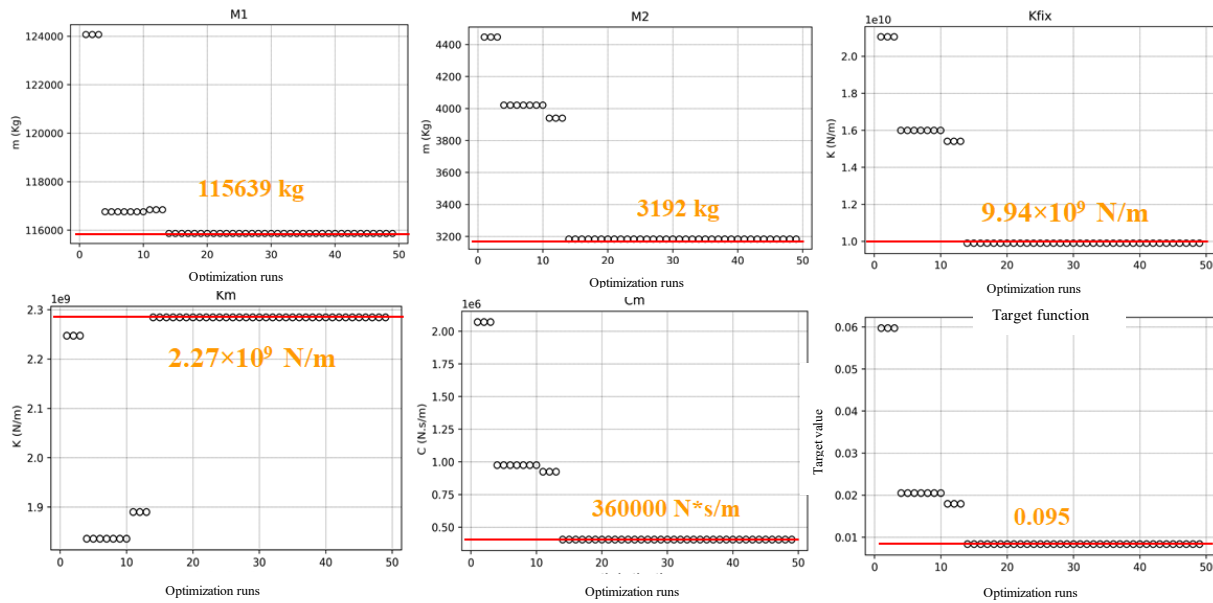 M1
124000
122000
120000
118000
116000
m (Kg)
115639 kg
0 10 20 30 40 50
Optimization runs
M2
4400
4200
4000
3800
3600
3400
3200
m (Kg)
3192 kg
0 10 20 30 40 50
Optimization runs
Kfix
1e10
2.0
1.8
1.6
1.4
1.2
1.0
K (N/m)
9.94×10⁹ N/m
0 10 20 30 40 50
Optimization runs
Km
1e9
2.3
2.2
2.1
2.0
1.9
K (N/m)
2.27×10⁹ N/m
0 10 20 30 40 50
Optimization runs
Cm
1e6
2.00
1.75
1.50
1.25
1.00
0.75
0.50
C (N.s/m)
360000 N*s/m
0 10 20 30 40 50
Optimization runs
Target function
0.06
0.05
0.04
0.03
0.02
0.01
Target value
0.095
0 10 20 30 40 50
Optimization runs